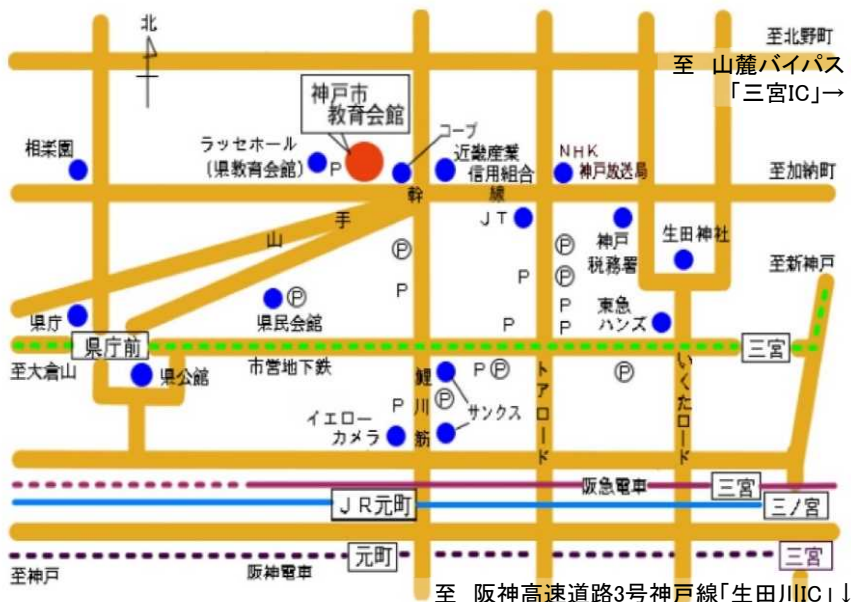 北
至北野町
至 山麓バイパス
「三宮IC」→
神戸市
教育会館
コープ
ラッセホール
(県教育会館)
P
近畿産業
信用組合
NHK
神戸放送局
相楽園
至加納町
山
手
幹
線
JT
神戸
税務署
生田神社
至新神戸
Ⓟ
Ⓟ
Ⓟ
P
P
P
P
P
県庁
県民会館
Ⓟ
東急
ハンズ
県庁前
三宮
至大倉山
県公館
市営地下鉄
鯉
川
筋
PⓅ
Ⓟ
トアロード
いくたロード
P
Ⓟ
サンクス
イエロー
カメラ
阪急電車
三宮
JR元町
三ノ宮
元町
三宮
至神戸
阪神電車
至 阪神高速道路3号神戸線「生田川IC」↓